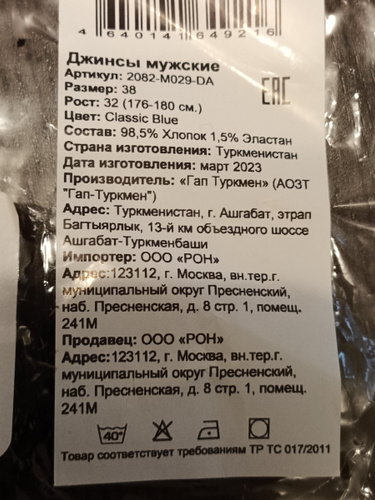 4 640141 649216
Джинсы мужские
Артикул: 2082-M029-DA
Размер: 38
Рост: 32 (176-180 см.)
Цвет: Classic Blue
Состав: 98,5% Хлопок 1,5% Эластан
Страна изготовления: Туркменистан
Дата изготовления: март 2023
Производитель: «Гап Туркмен» (АОЗТ
"Гап-Туркмен")
Адрес: Туркменистан, г. Ашгабат, этрап
Багтыярлык, 13-й км объездного шоссе
Ашгабат-Туркменбаши
Импортер: ООО «РОН»
Адрес:123112, г. Москва, вн.тер.г.
муниципальный округ Пресненский,
наб. Пресненская, д. 8 стр. 1, помещ.
241М
Продавец: ООО «РОН»
Адрес:123112, г. Москва, вн.тер.г.
муниципальный округ Пресненский,
наб. Пресненская, д. 8 стр. 1, помещ.
241М
40°
Товар соответствует требованиям ТР ТС 017/2011
EAC